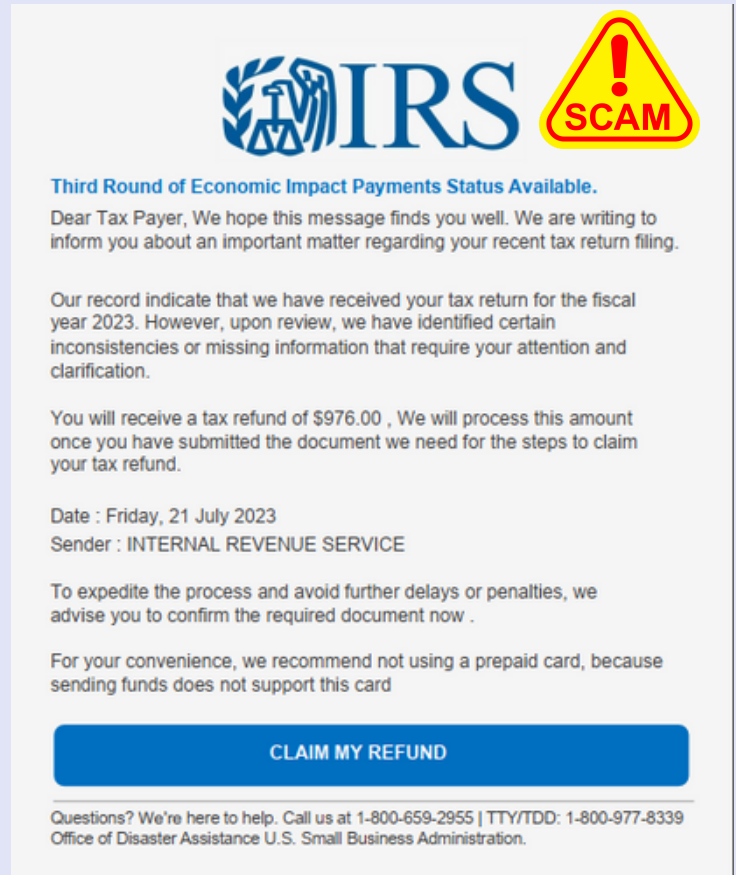 IRS
!
SCAM
Third Round of Economic Impact Payments Status Available.
Dear Tax Payer, We hope this message finds you well. We are writing to
inform you about an important matter regarding your recent tax return filing.
Our record indicate that we have received your tax return for the fiscal
year 2023. However, upon review, we have identified certain
inconsistencies or missing information that require your attention and
clarification.
You will receive a tax refund of $976.00 , We will process this amount
once you have submitted the document we need for the steps to claim
your tax refund.
Date : Friday, 21 July 2023
Sender : INTERNAL REVENUE SERVICE
To expedite the process and avoid further delays or penalties, we
advise you to confirm the required document now .
For your convenience, we recommend not using a prepaid card, because
sending funds does not support this card
CLAIM MY REFUND
Questions? We're here to help. Call us at 1-800-659-2955 | TTY/TDD: 1-800-977-8339
Office of Disaster Assistance U.S. Small Business Administration.